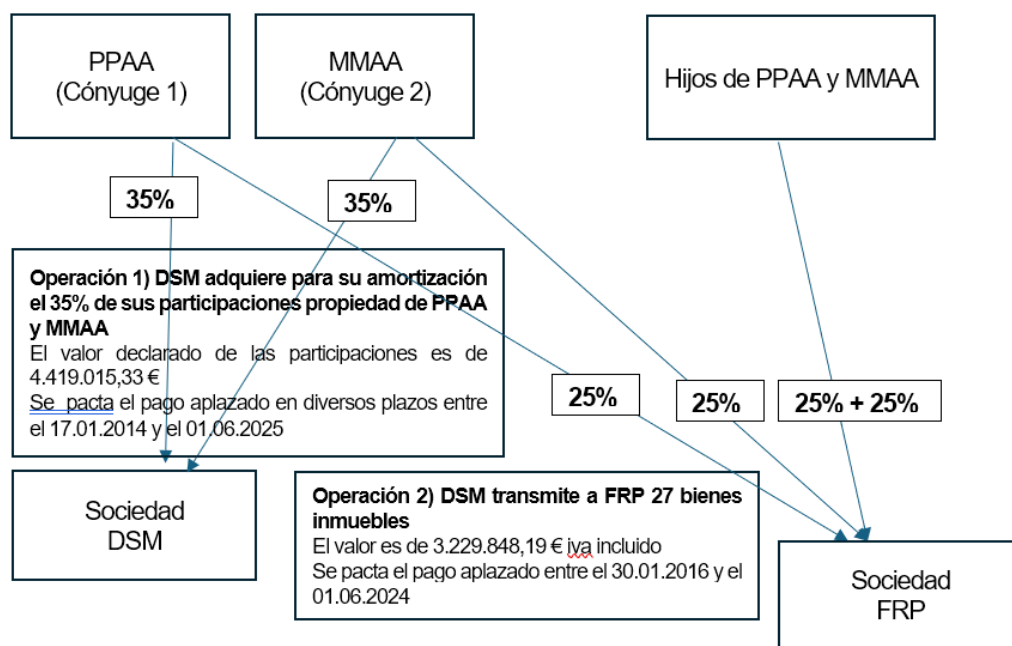 PPAA
(Cónyuge 1)
MMAA
(Cónyuge 2)
Hijos de PPAA y MMAA
35%
35%
Operación 1) DSM adquiere para su amortización
el 35% de sus participaciones propiedad de PPAA
y MMAA
El valor declarado de las participaciones es de
4.419.015,33 €
Se pacta el pago aplazado en diversos plazos entre
el 17.01.2014 y el 01.06.2025
25%
25%
25% + 25%
Sociedad
DSM
Operación 2) DSM transmite a FRP 27 bienes
inmuebles
El valor es de 3.229.848,19 € iva incluido
Se pacta el pago aplazado entre el 30.01.2016 y el
01.06.2024
Sociedad
FRP